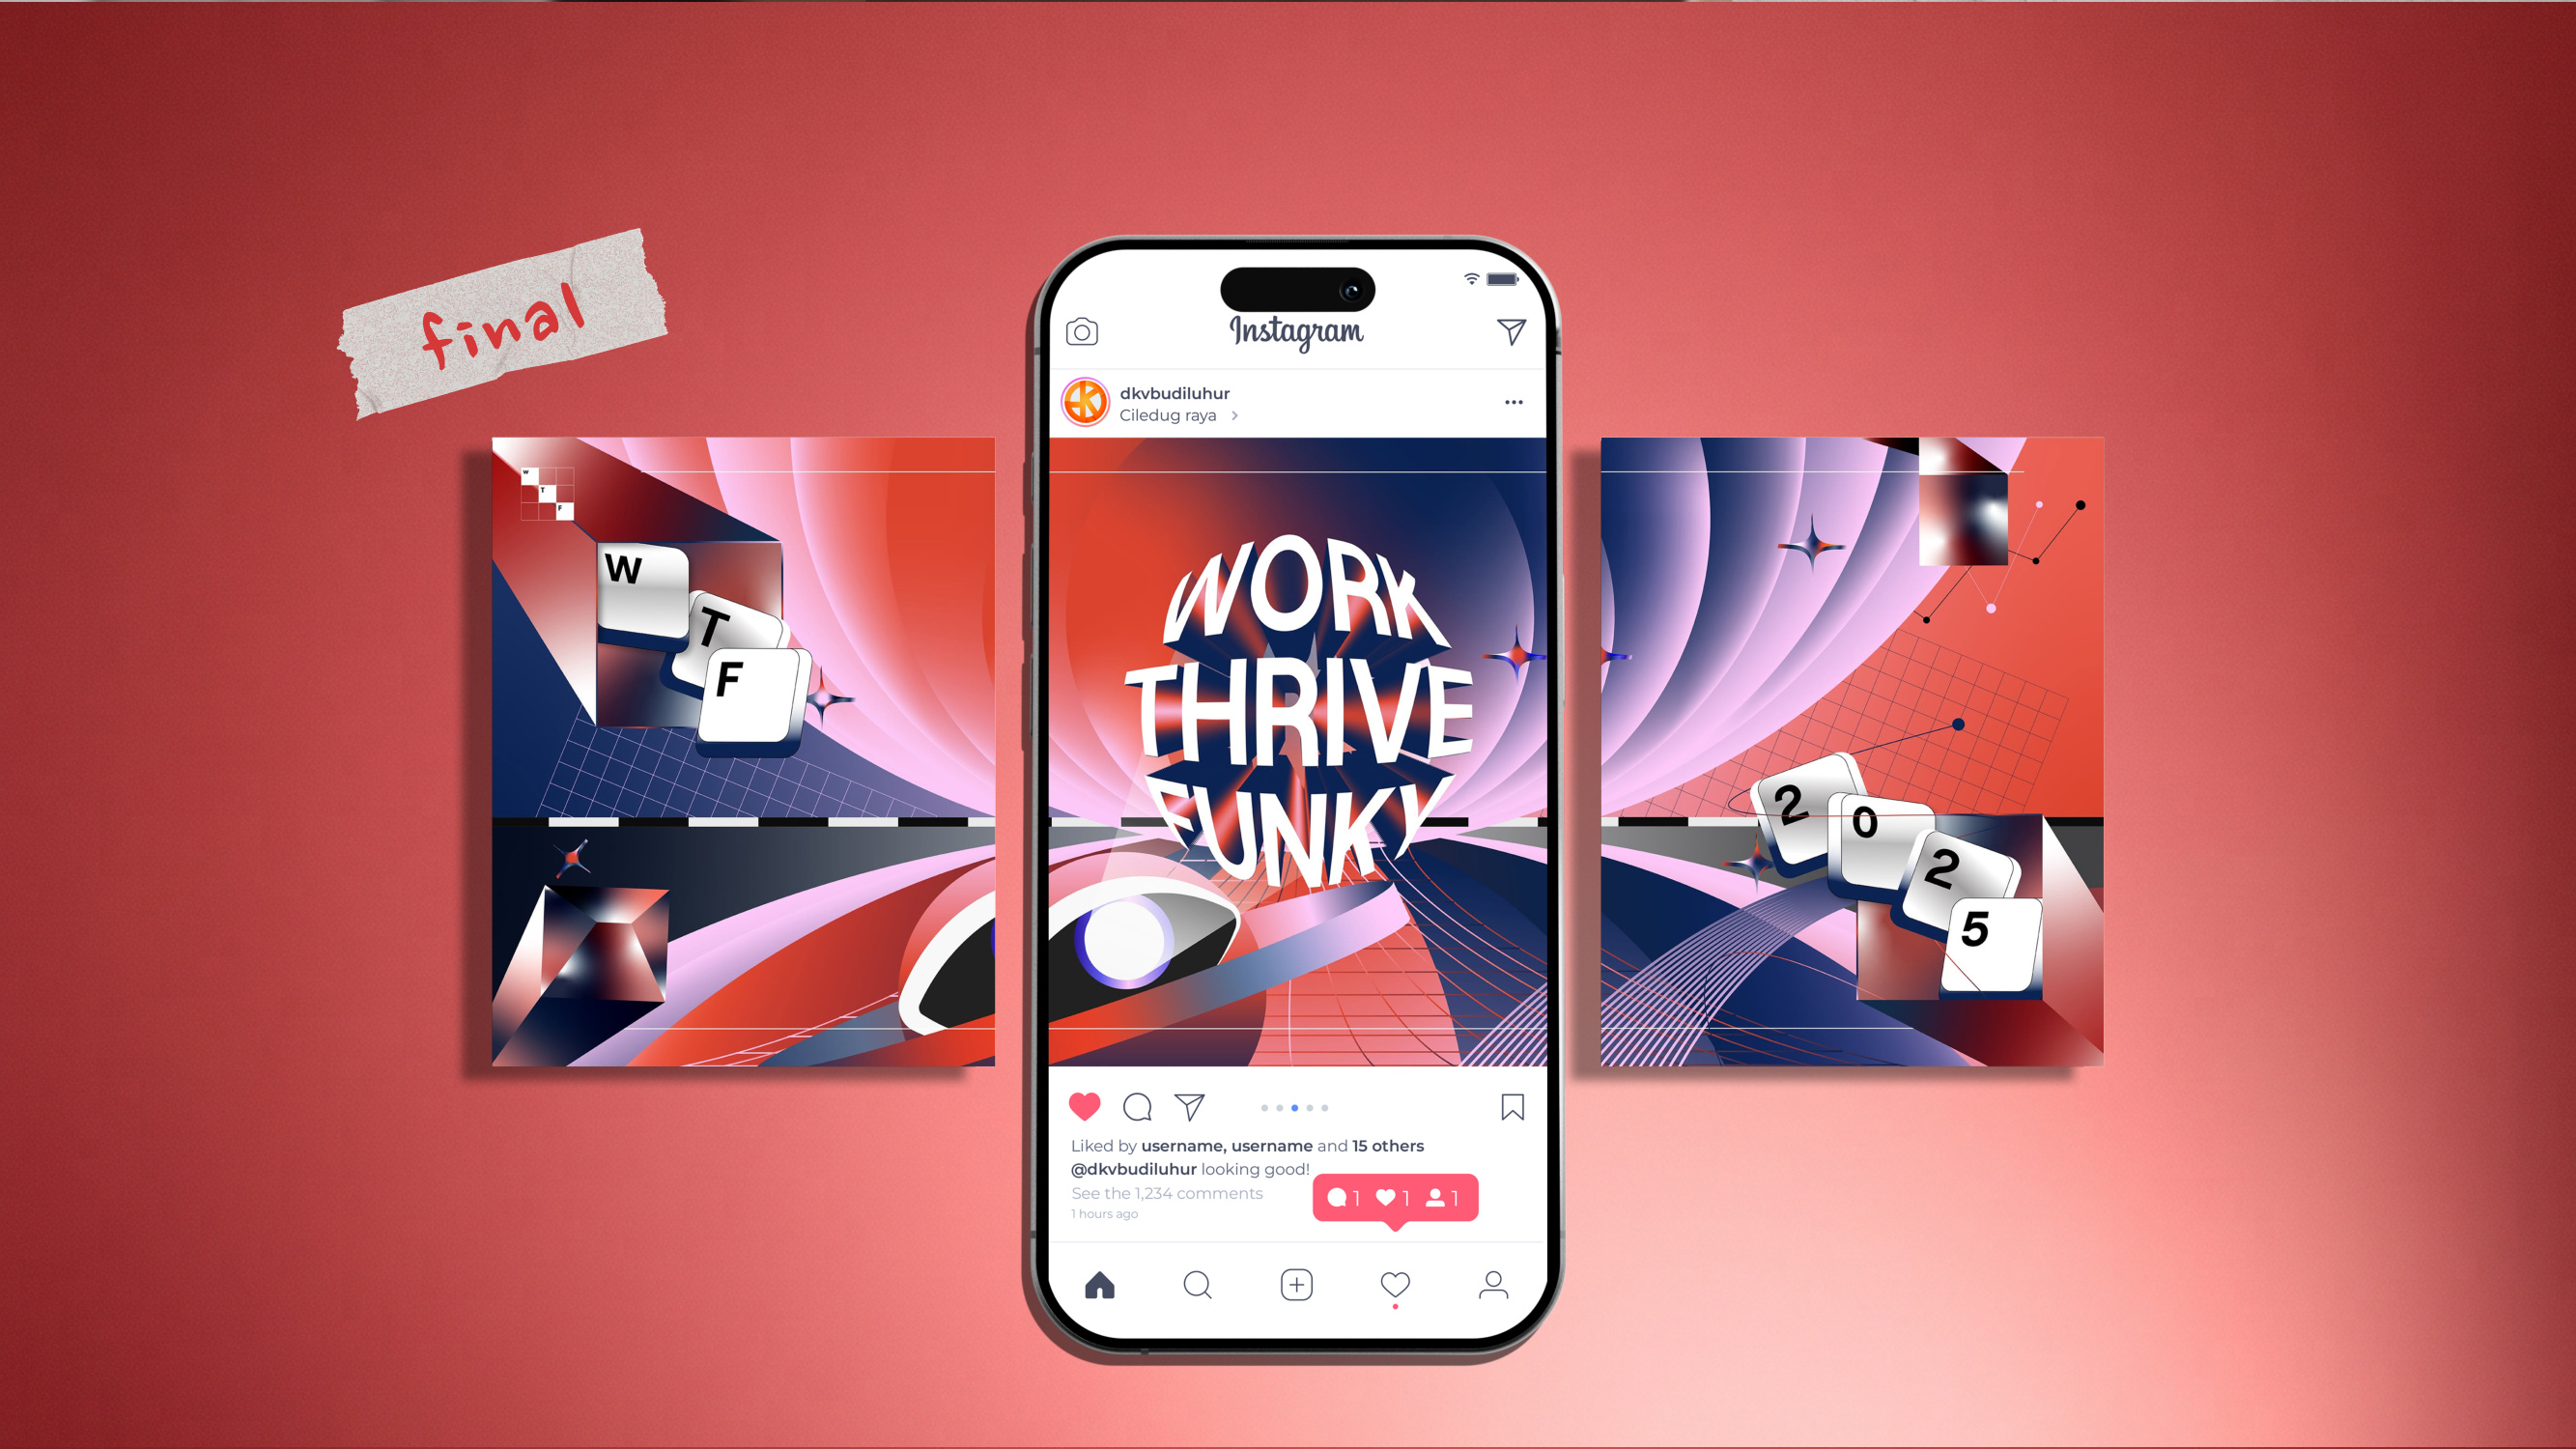 final
W
T
F
W
T
F
Instagram
dkvbudiluhur
Ciledug raya
WORK
THRIVE
FUNKY
Liked by username, username and 15 others
@dkvbudiluhur looking good!
See the 1,234 comments
1 hours ago
1 1 1
2
0
2
5